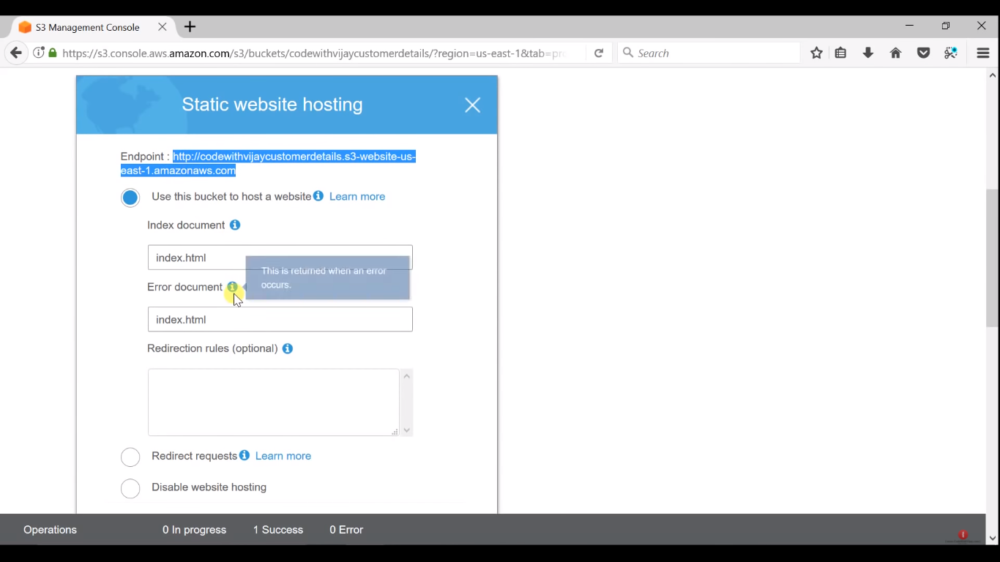 S3 Management Console
https://s3.console.aws.amazon.com/s3/buckets/codewithvijaycustomerdetails/?region=us-east-1&tab=pro
Search
Static website hosting
Endpoint : http://codewithvijaycustomerdetails.s3-website-us-
east-1.amazonaws.com
Use this bucket to host a website Learn more
Index document
index.html
This is returned when an error
occurs.
Error document
index.html
Redirection rules (optional)
Redirect requests Learn more
Disable website hosting
Operations 0 In progress 1 Success 0 Error